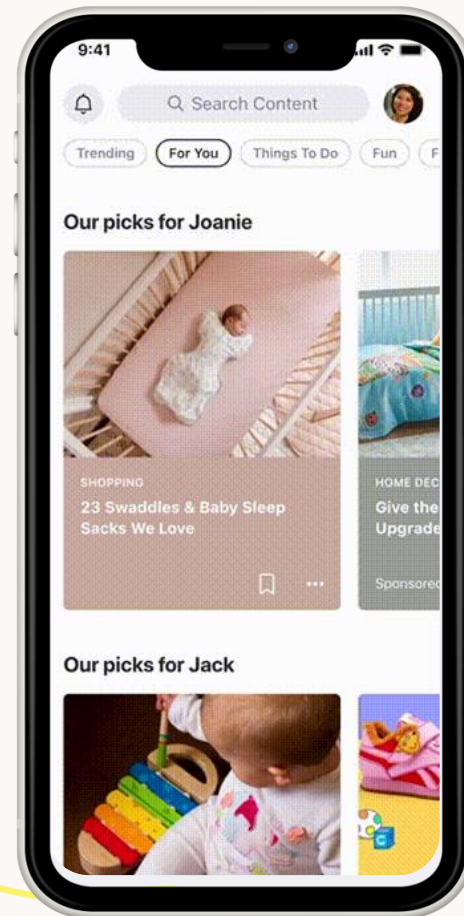 9:41
Search Content
Trending
For You
Things To Do
Fun
F
Our picks for Joanie
SHOPPING
23 Swaddles & Baby Sleep
Sacks We Love
HOME DEC
Give the
Upgrade
Sponsored
Our picks for Jack